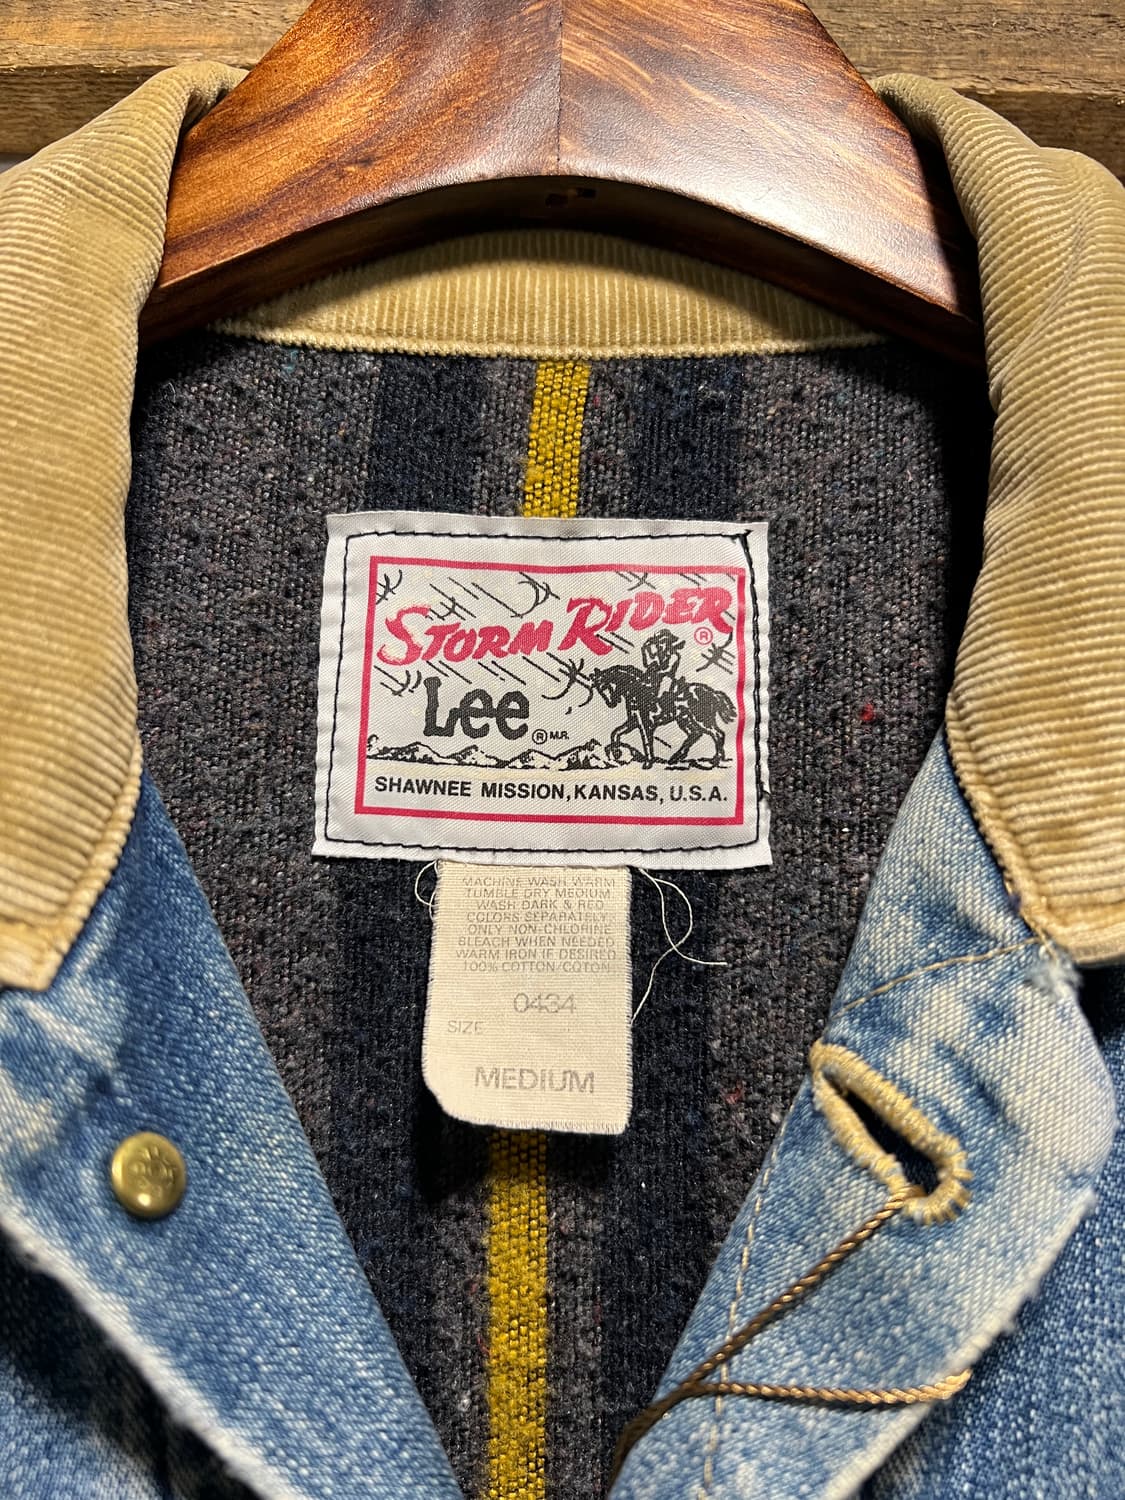 STORM RIDER ®
Lee ® M.R.
SHAWNEE MISSION, KANSAS, U.S.A.
MACHINE WASH WARM
TUMBLE DRY MEDIUM
WASH DARK & RED
COLORS SEPARATELY.
ONLY NON-CHLORINE
BLEACH WHEN NEEDED
WARM IRON IF DESIRED
100% COTTON/COTON
0434
SIZE
MEDIUM